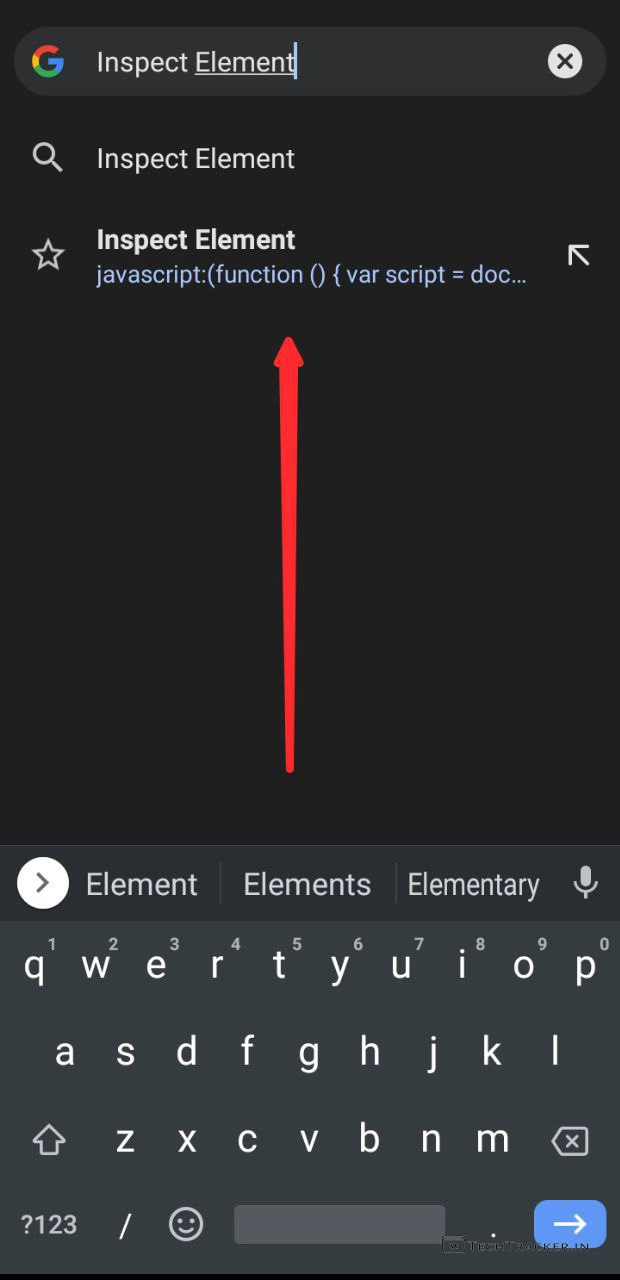 Inspect Element
Inspect Element
Inspect Element
javascript:(function () { var script = doc...
Element Elements Elementary
1 2 3 4 5 6 7 8 9 0
q w e r t y u i o p
a s d f g h j k l
z x c v b n m
?123 / .
TechTracker.in